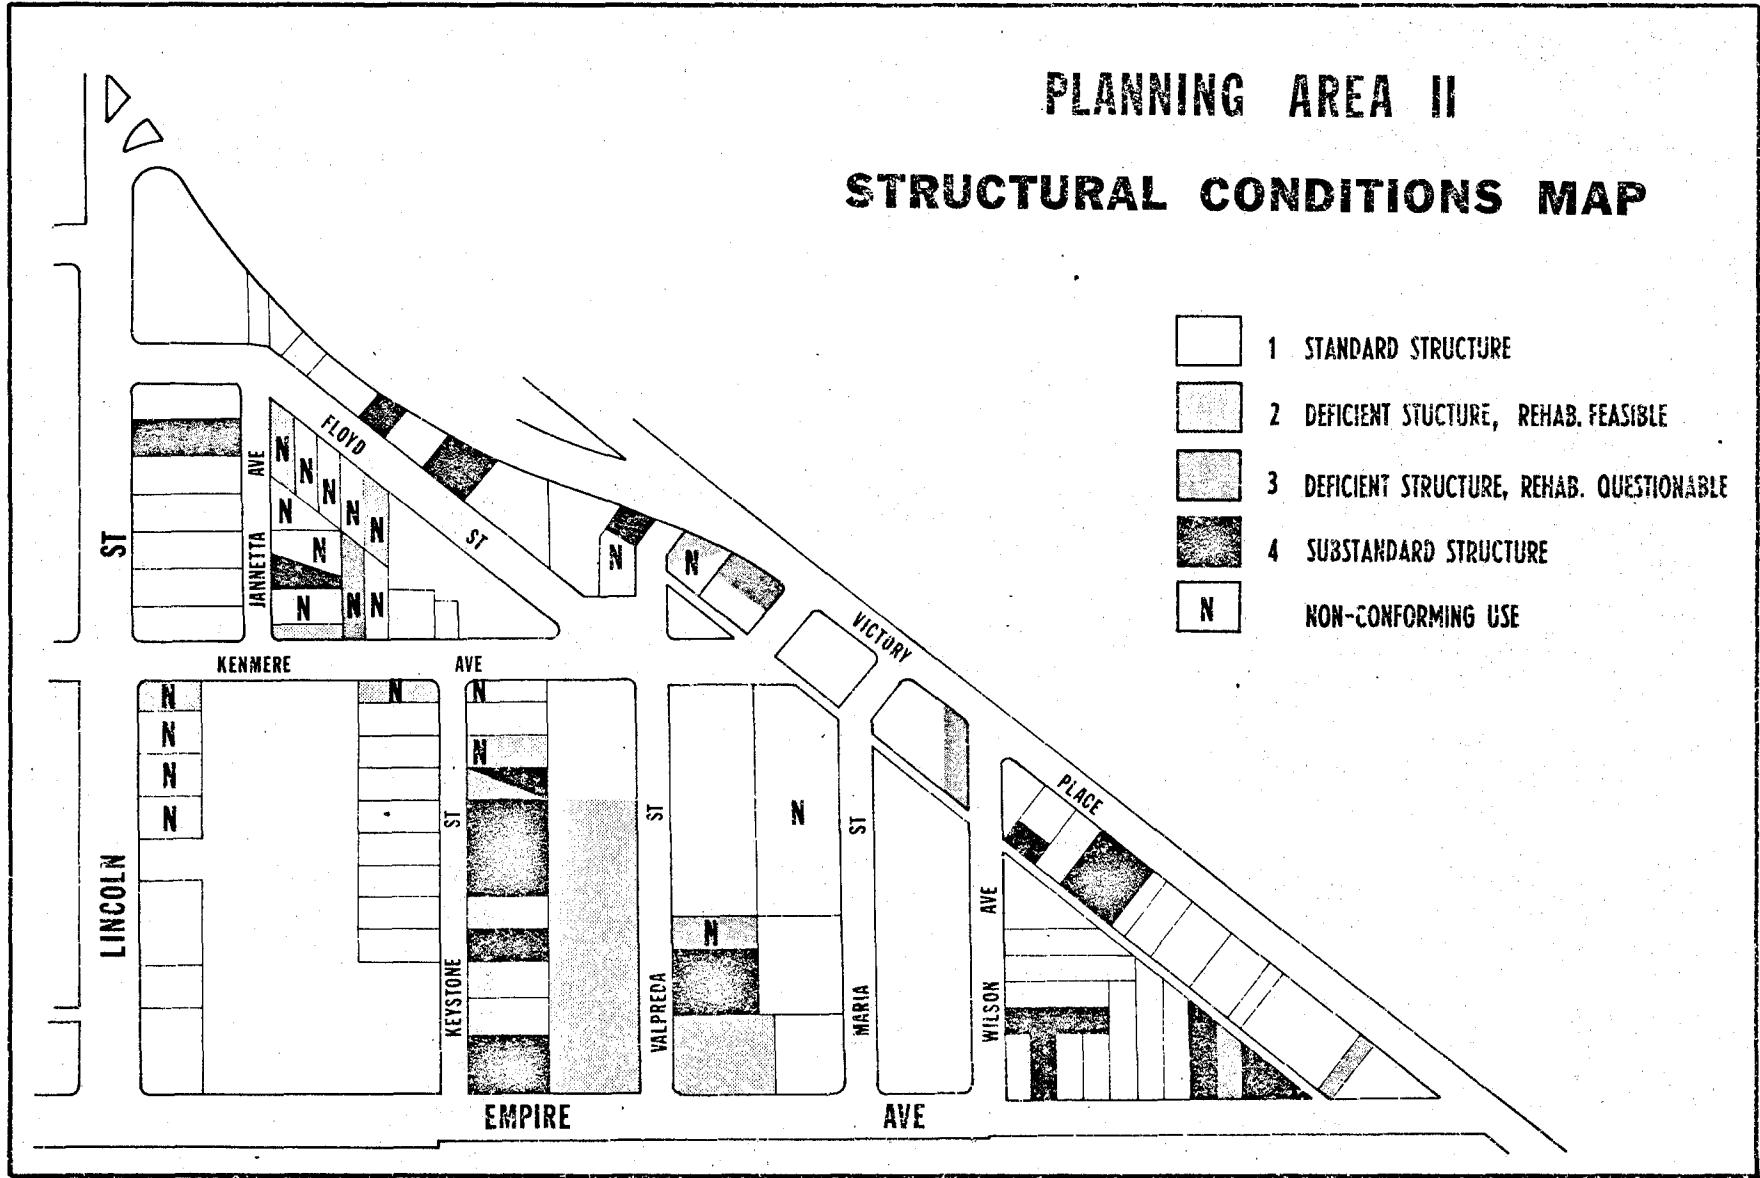 PLANNING AREA II
STRUCTURAL CONDITIONS MAP
1 STANDARD STRUCTURE
2 DEFICIENT STUCTURE, REHAB. FEASIBLE
3 DEFICIENT STRUCTURE, REHAB. QUESTIONABLE
4 SUBSTANDARD STRUCTURE
N NON-CONFORMING USE
FLOYD
ST
JANNETTA AVE
N
N
N
N
N
N
N
N
N
N
N
N
VICTORY
PLACE
KENMERE AVE
N
N
N
N
N
N
N
N
N
LINCOLN ST
KEYSTONE ST
VALPREDA ST
MARIA ST
WILSON AVE
EMPIRE AVE